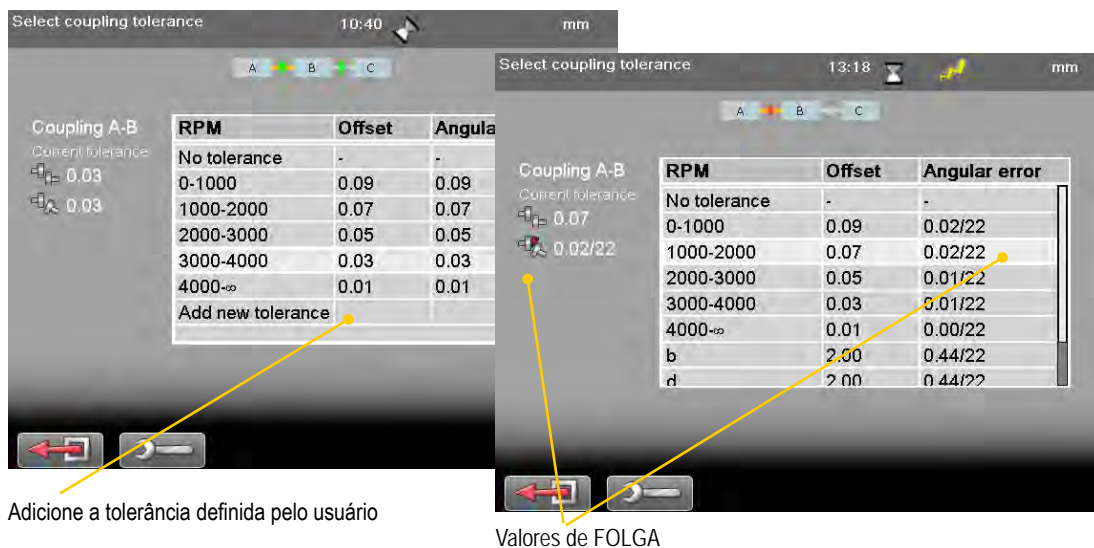 Select coupling tolerance 10:40 mm
A B C
Coupling A-B
Current tolerance
0.03
0.03
RPM Offset Angula
No tolerance - -
0-1000 0.09 0.09
1000-2000 0.07 0.07
2000-3000 0.05 0.05
3000-4000 0.03 0.03
4000-∞ 0.01 0.01
Add new tolerance
Adicione a tolerância definida pelo usuário
Select coupling tolerance 13:18 mm
A B C
Coupling A-B
Current tolerance
0.07
0.02/22
RPM Offset Angular error
No tolerance - -
0-1000 0.09 0.02/22
1000-2000 0.07 0.02/22
2000-3000 0.05 0.01/22
3000-4000 0.03 0.01/22
4000-∞ 0.01 0.00/22
b 2.00 0.44/22
d 2.00 0.44/22
Valores de FOLGA